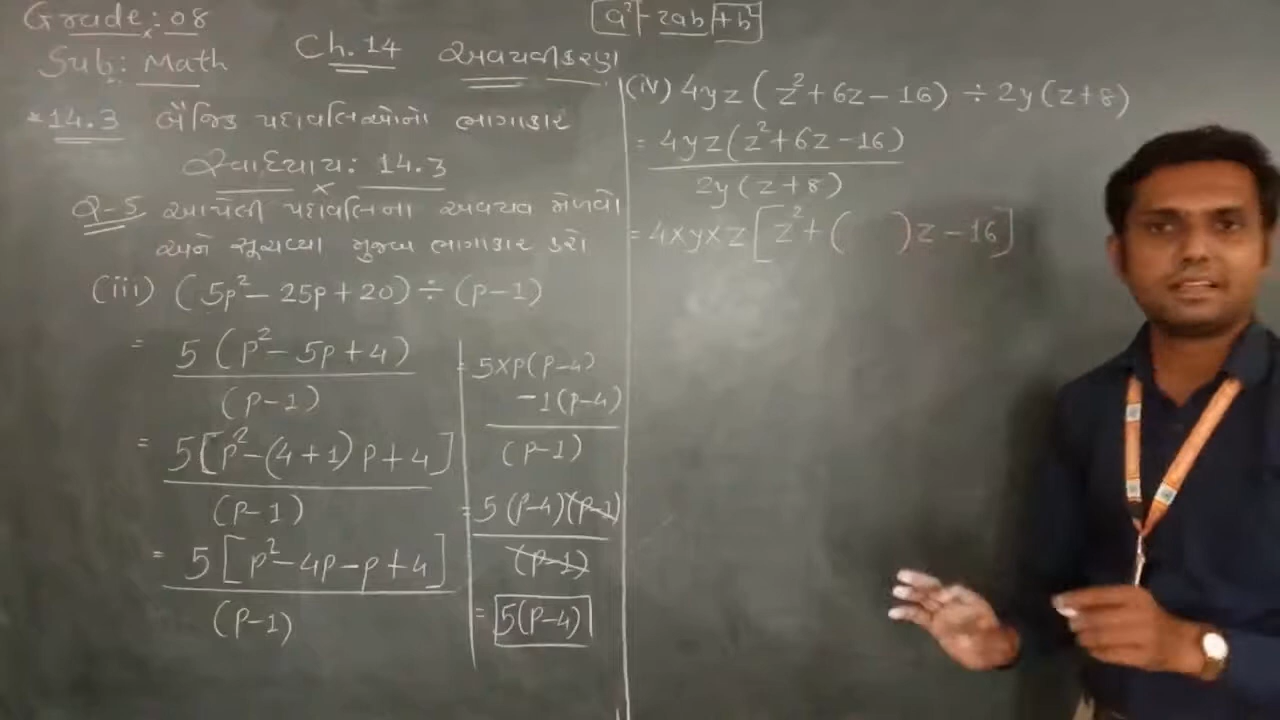 Grade: 08
Sub: Math
Ch. 14 અવયવીકરણ
* 14.3 બૈજિક પદાવલિઓનો ભાગાકાર
સ્વાધ્યાય: 14.3
Q-5 આપેલી પદાવલિના અવયવ મેળવો
અને સૂચવ્યા મુજબ ભાગાકાર કરો
(iii) (5p² - 25p + 20) ÷ (p-1)
= 5 (p² - 5p + 4)
(p-1)
= 5 [p² - (4+1) p + 4]
(p-1)
= 5 [p² - 4p - p + 4]
(p-1)
= 5xp(p-4)
-1(p-4)
(p-1)
= 5 (p-4)(p-1)
(p-1)
= 5(p-4)
a² - 2ab + b²
(iv) 4yz ( z² + 6z - 16) ÷ 2y (z+8)
= 4yz(z² + 6z - 16)
2y (z+8)
= 4xyxz [z² + ( )z - 16]